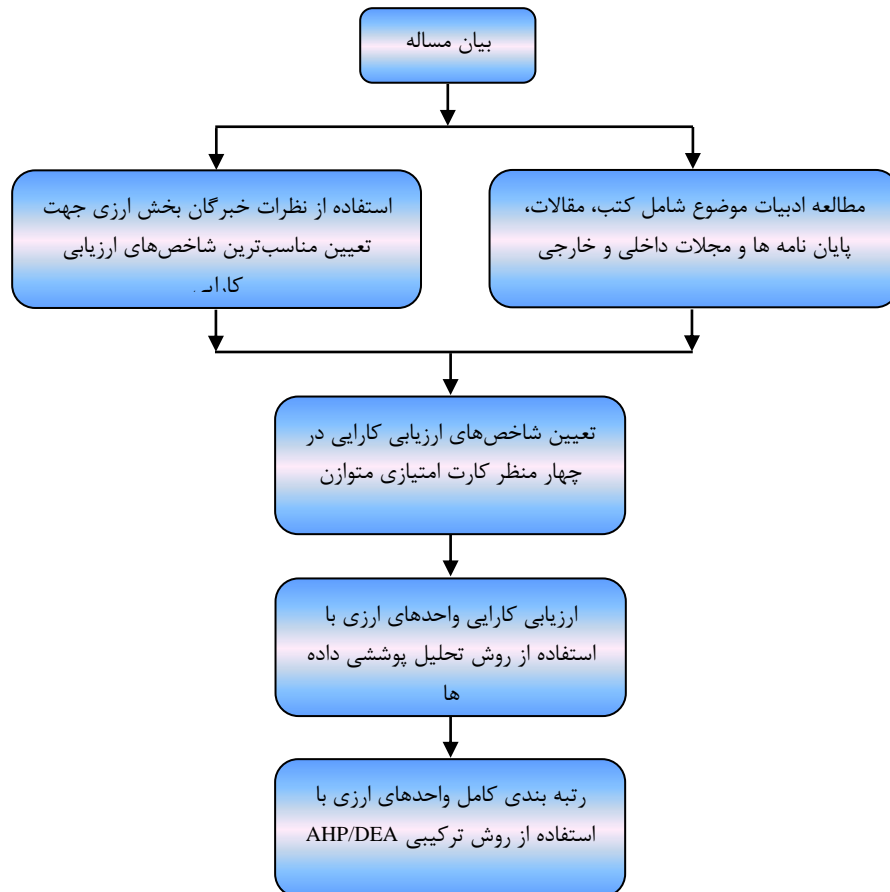 بیان مساله
مطالعه ادبیات موضوع شامل کتب، مقالات،
پایان نامه ها و مجلات داخلی و خارجی
استفاده از نظرات خبرگان بخش ارزی جهت
تعیین مناسب‌ترین شاخص‌های ارزیابی
کارایی
تعیین شاخص‌های ارزیابی کارایی در
چهار منظر کارت امتیازی متوازن
ارزیابی کارایی واحدهای ارزی با
استفاده از روش تحلیل پوششی داده
ها
رتبه بندی کامل واحدهای ارزی با
استفاده از روش ترکیبی AHP/DEA